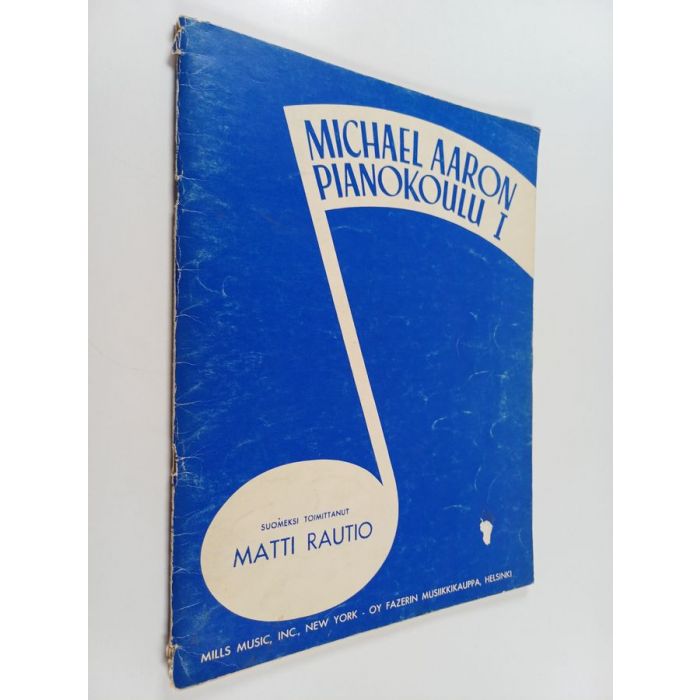 MICHAEL AARON
PIANOKOULU I
SUOMEKSI TOIMITTANUT
MATTI RAUTIO
MILLS MUSIC, INC., NEW YORK - OY FAZERIN MUSIIKKIKAUPPA, HELSINKI